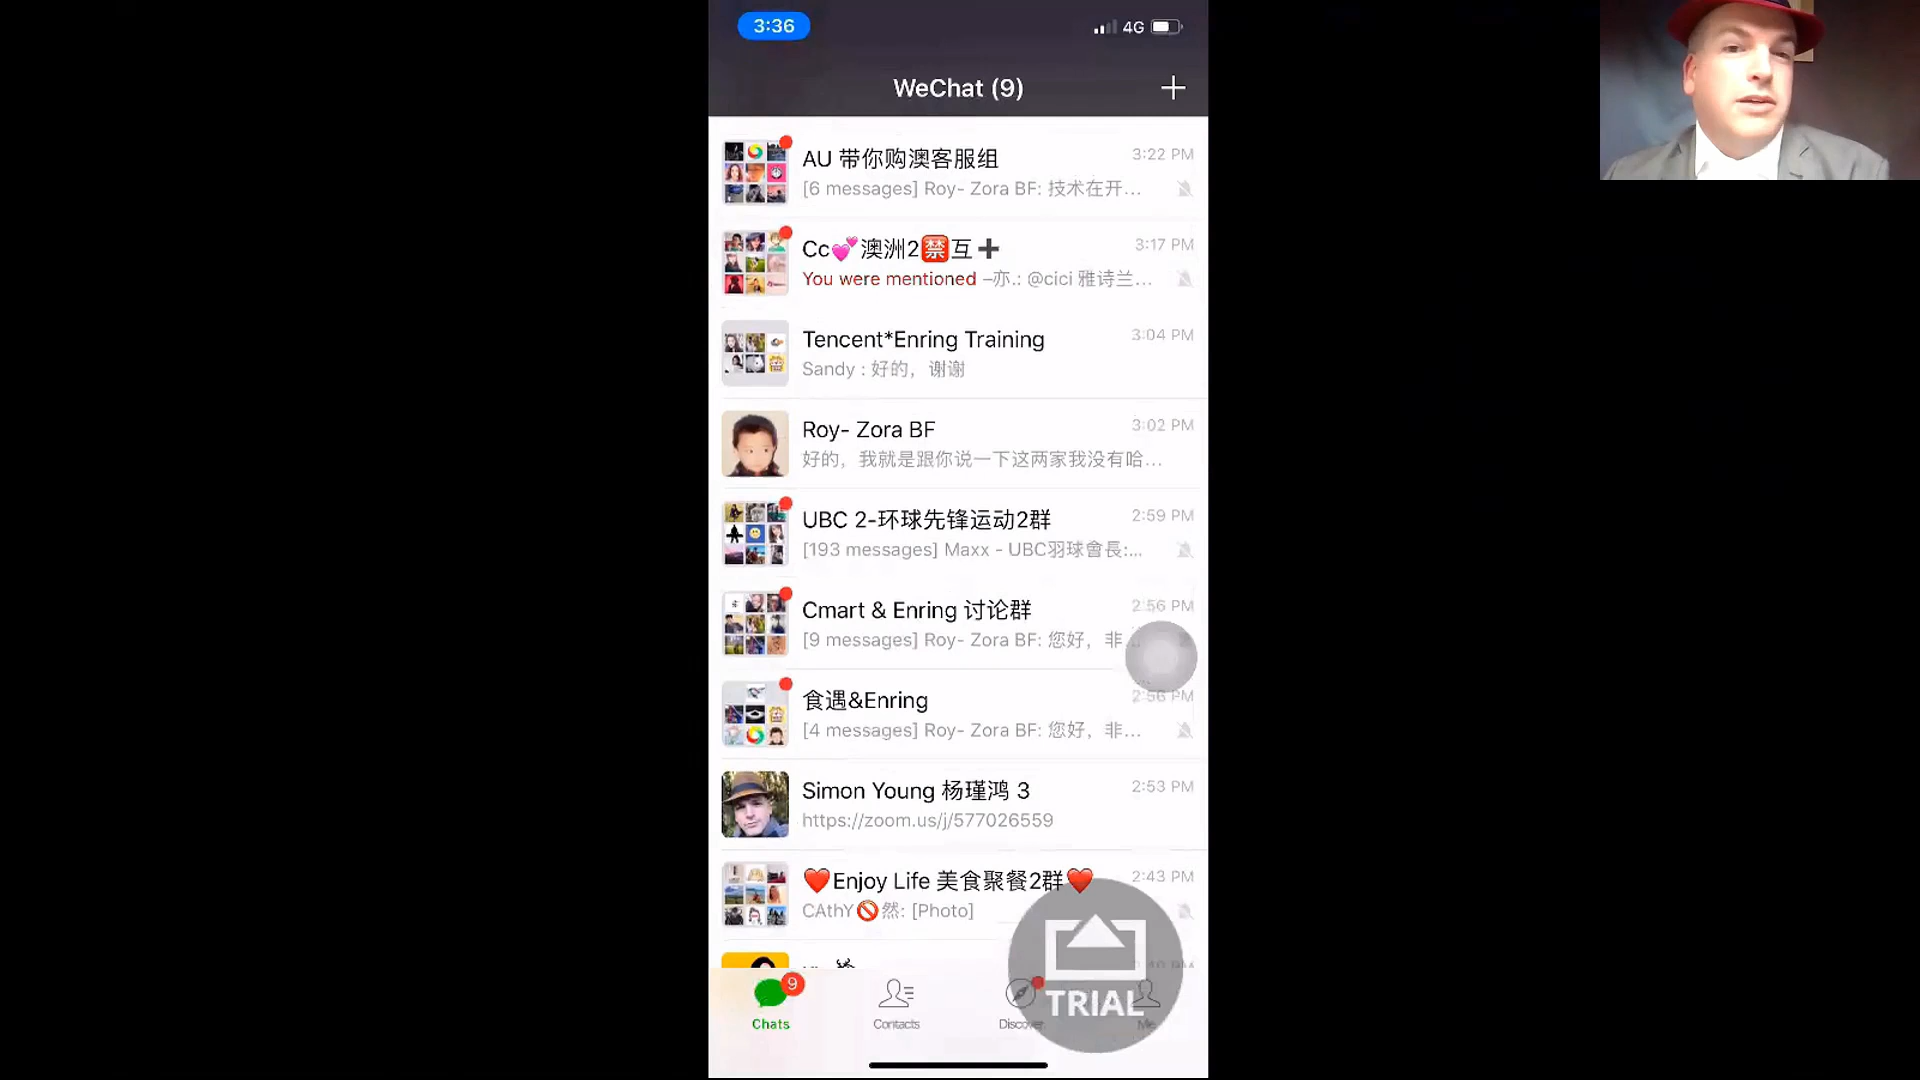 3:36
4G
WeChat (9)
AU 带你购澳客服组
3:22 PM
[6 messages] Roy- Zora BF: 技术在开...
Cc💕澳洲2🈲互➕
3:17 PM
You were mentioned –亦.: @cici 雅诗兰...
Tencent*Enring Training
3:04 PM
Sandy : 好的，谢谢
Roy- Zora BF
3:02 PM
好的，我就是跟你说一下这两家我没有哈...
UBC 2-环球先锋运动2群
2:59 PM
[193 messages] Maxx - UBC羽球會長:...
Cmart & Enring 讨论群
2:56 PM
[9 messages] Roy- Zora BF: 您好，非
食遇&Enring
2:56 PM
[4 messages] Roy- Zora BF: 您好，非...
Simon Young 杨瑾鸿 3
2:53 PM
https://zoom.us/j/577026559
❤️Enjoy Life 美食聚餐2群❤️
2:43 PM
CAthY🚫然: [Photo]
9
Chats
Contacts
Discover
Me
TRIAL